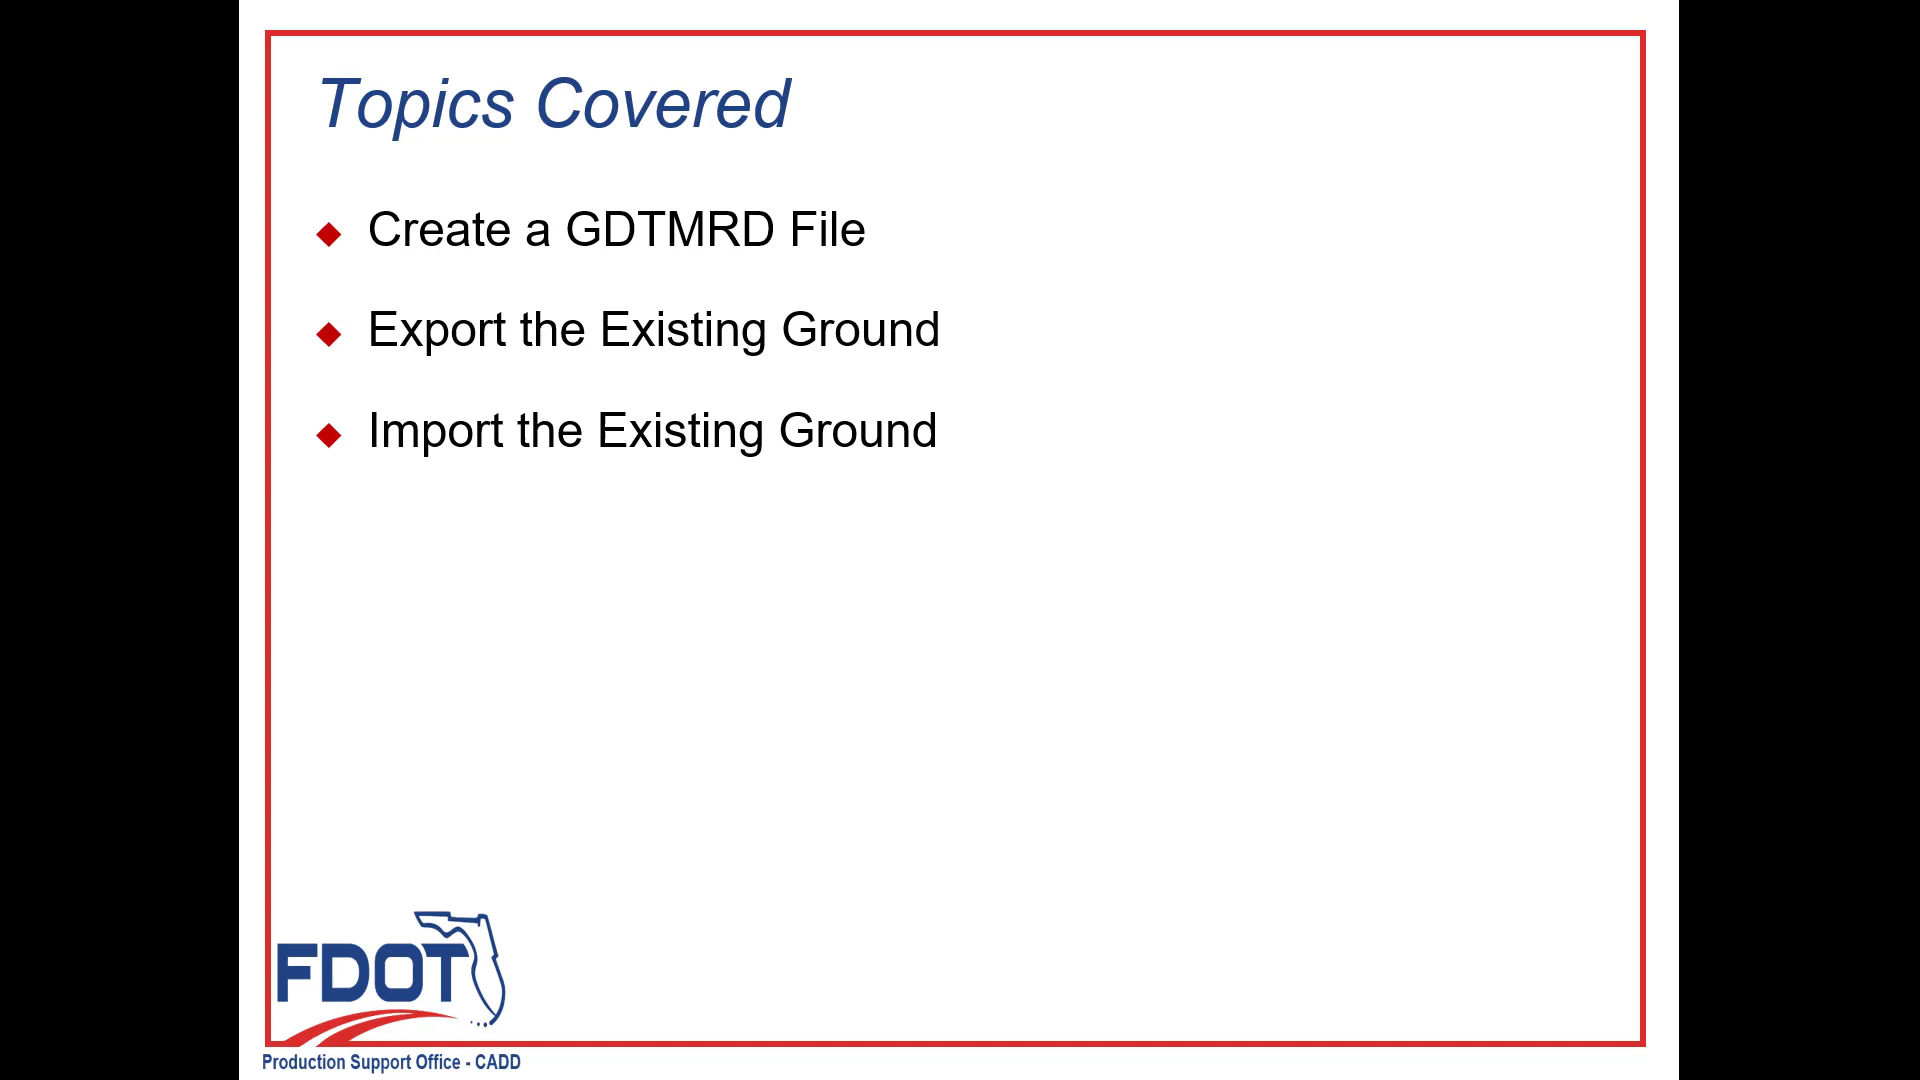 Topics Covered
Create a GDTMRD File
Export the Existing Ground
Import the Existing Ground
FDOT
Production Support Office - CADD